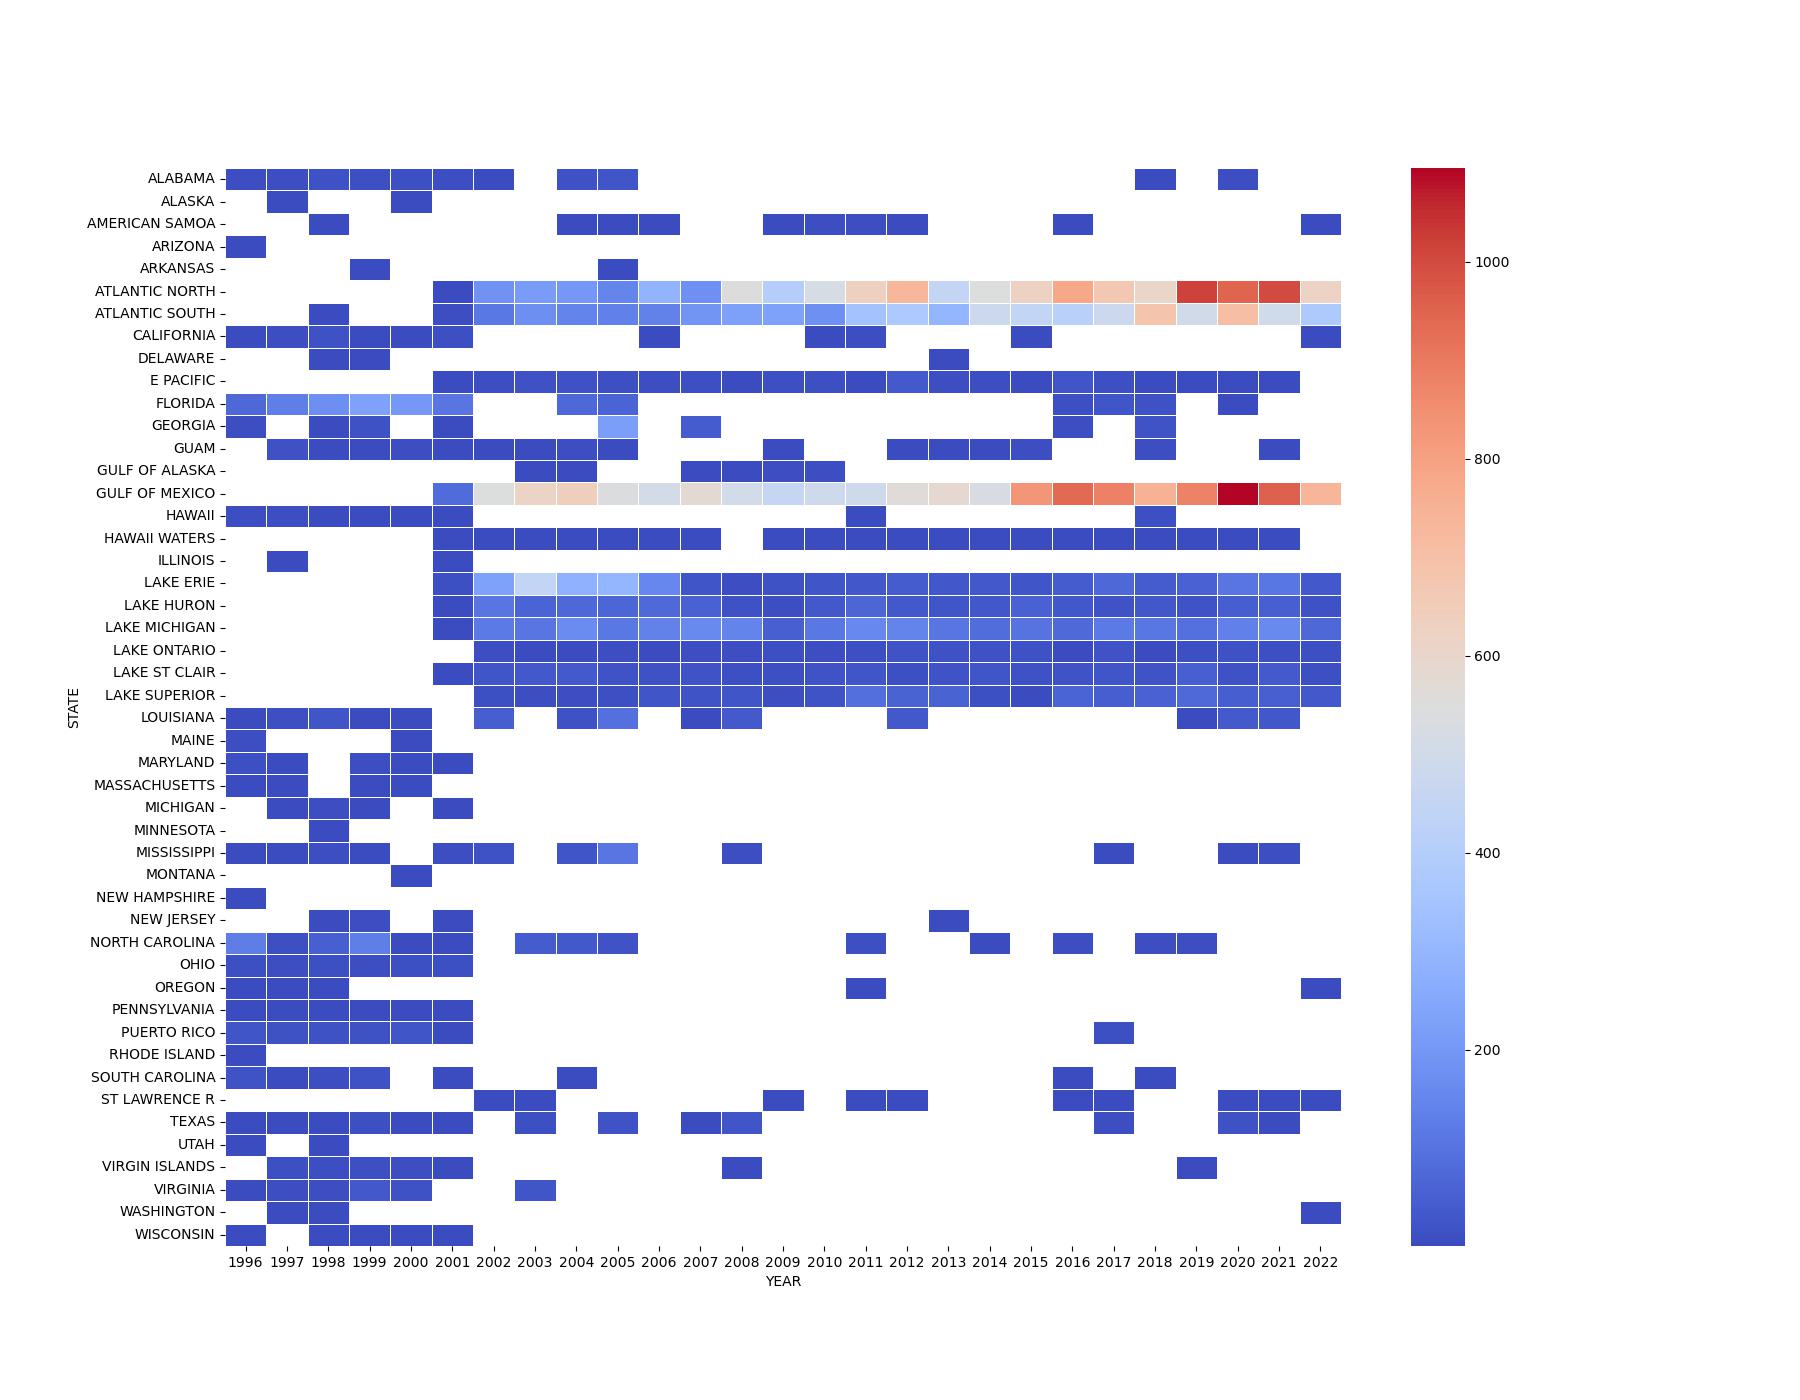 ALABAMA
ALASKA
AMERICAN SAMOA
ARIZONA
ARKANSAS
ATLANTIC NORTH
ATLANTIC SOUTH
CALIFORNIA
DELAWARE
E PACIFIC
FLORIDA
GEORGIA
GUAM
GULF OF ALASKA
GULF OF MEXICO
HAWAII
HAWAII WATERS
ILLINOIS
LAKE ERIE
LAKE HURON
LAKE MICHIGAN
LAKE ONTARIO
LAKE ST CLAIR
LAKE SUPERIOR
LOUISIANA
MAINE
MARYLAND
MASSACHUSETTS
MICHIGAN
MINNESOTA
MISSISSIPPI
MONTANA
NEW HAMPSHIRE
NEW JERSEY
NORTH CAROLINA
OHIO
OREGON
PENNSYLVANIA
PUERTO RICO
RHODE ISLAND
SOUTH CAROLINA
ST LAWRENCE R
TEXAS
UTAH
VIRGIN ISLANDS
VIRGINIA
WASHINGTON
WISCONSIN
STATE
1996 1997 1998 1999 2000 2001 2002 2003 2004 2005 2006 2007 2008 2009 2010 2011 2012 2013 2014 2015 2016 2017 2018 2019 2020 2021 2022
YEAR
1000
800
600
400
200